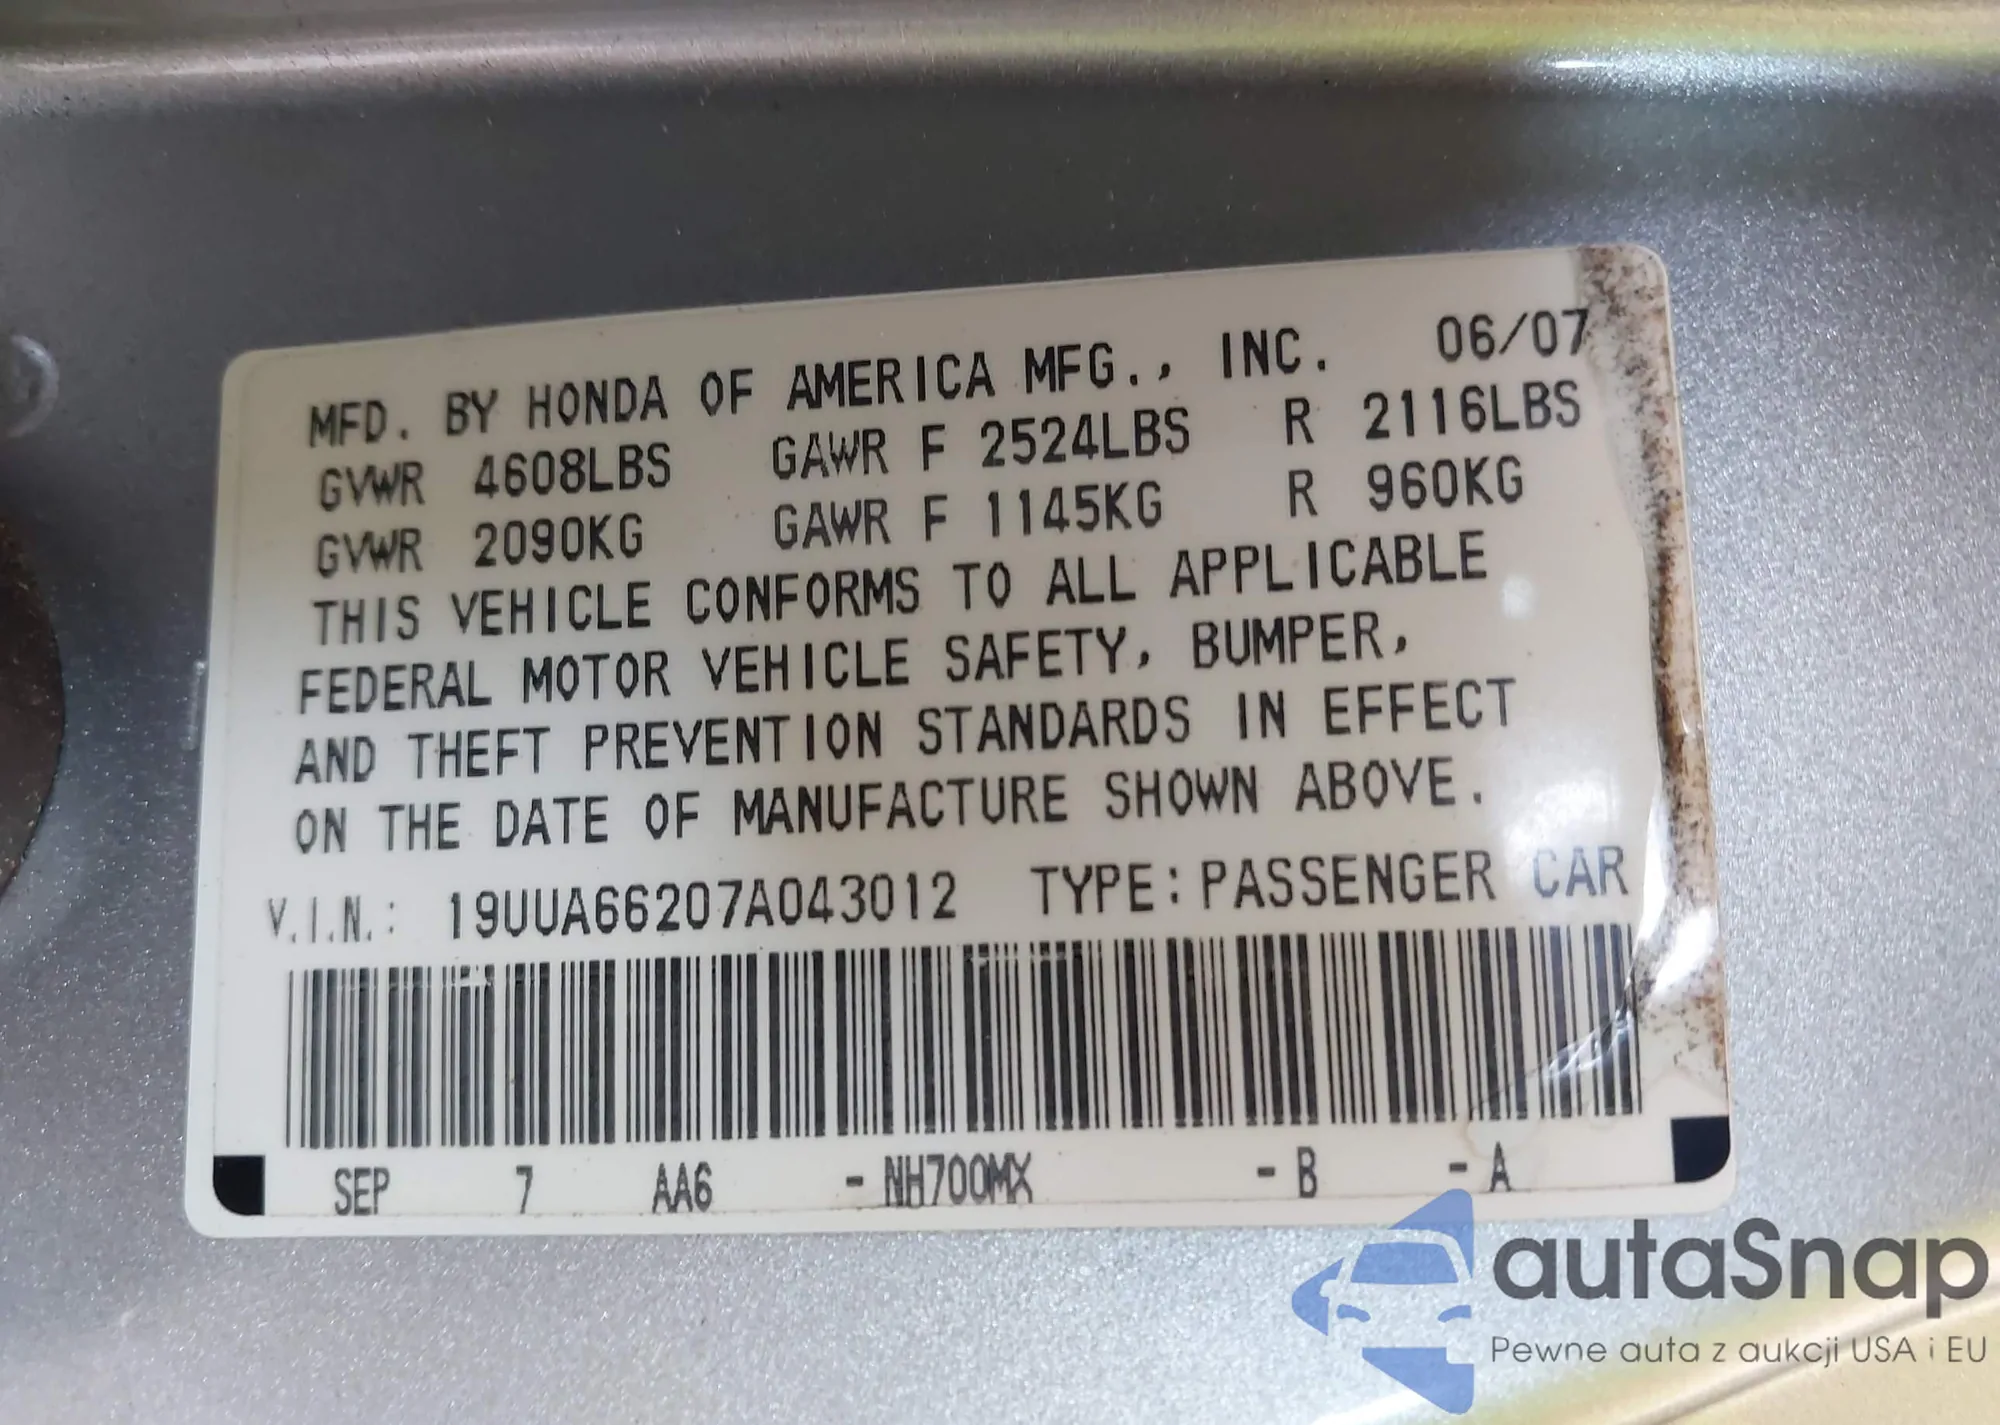 MFD. BY HONDA OF AMERICA MFG., INC. 06/07
GVWR 4608LBS GAWR F 2524LBS R 2116LBS
GVWR 2090KG GAWR F 1145KG R 960KG
THIS VEHICLE CONFORMS TO ALL APPLICABLE
FEDERAL MOTOR VEHICLE SAFETY, BUMPER,
AND THEFT PREVENTION STANDARDS IN EFFECT
ON THE DATE OF MANUFACTURE SHOWN ABOVE.
V.I.N.: 19UUA66207A043012 TYPE: PASSENGER CAR
SEP 7 AA6 - NH700MX - B - A
autaSnap
Pewne auta z aukcji USA i EU